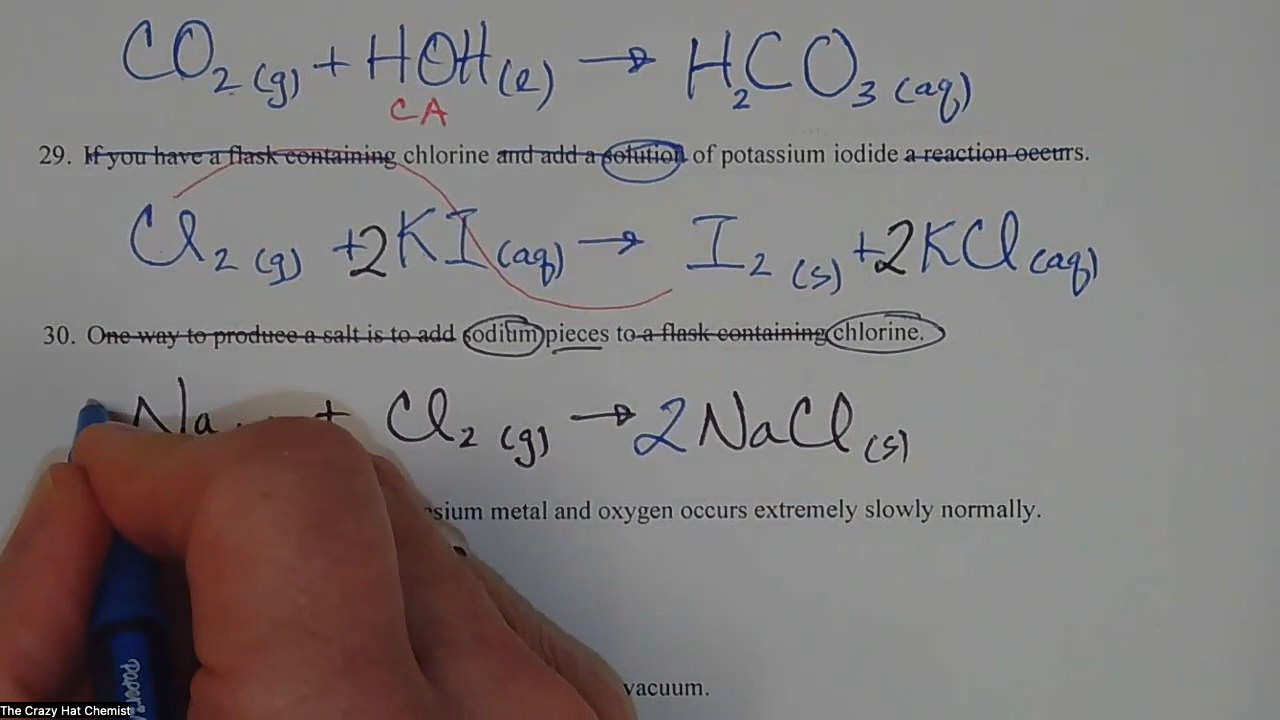 CO₂ (g) + HOH (l) → H₂CO₃ (aq)
CA
29. If you have a flask containing chlorine and add a solution of potassium iodide a reaction occurs.
Cl₂ (g) + 2KI (aq) → I₂ (s) + 2KCl (aq)
30. One way to produce a salt is to add sodium pieces to a flask containing chlorine.
Na + Cl₂ (g) → 2NaCl (s)
sium metal and oxygen occurs extremely slowly normally.
vacuum.
paper
The Crazy Hat Chemist